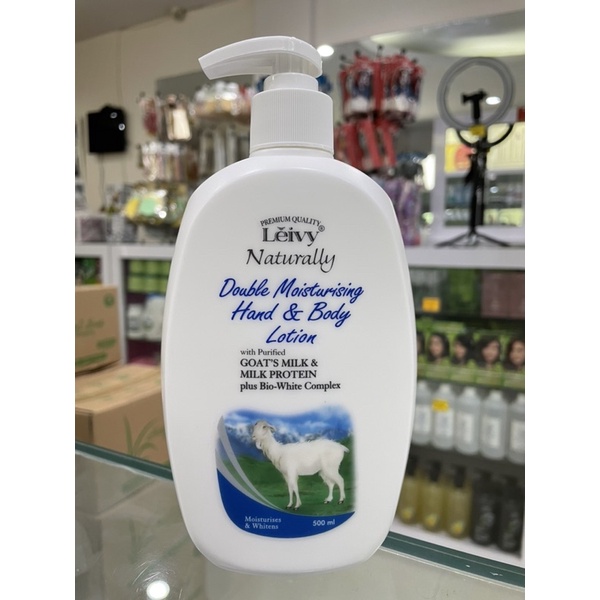 PREMIUM QUALITY
Lěivy®
Naturally
Double Moisturising
Hand & Body
Lotion
with Purified
GOAT'S MILK &
MILK PROTEIN
plus Bio-White Complex
Moisturises
& Whitens
500 ml